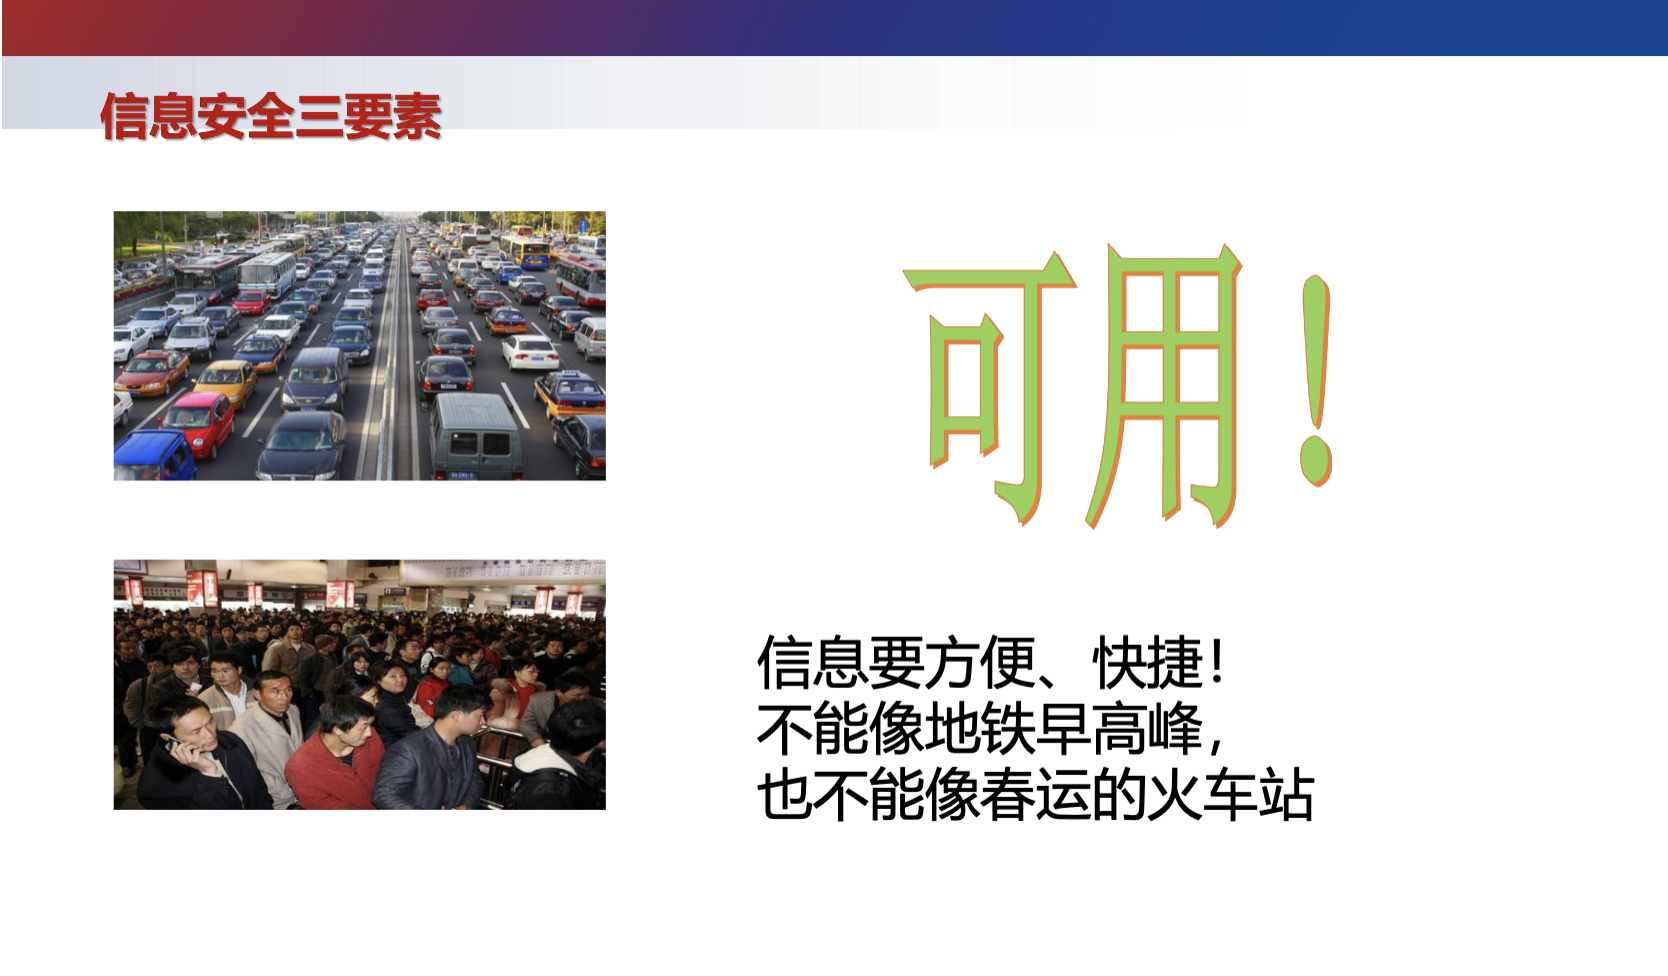 信息安全三要素
可用！
信息要方便、快捷！
不能像地铁早高峰，
也不能像春运的火车站